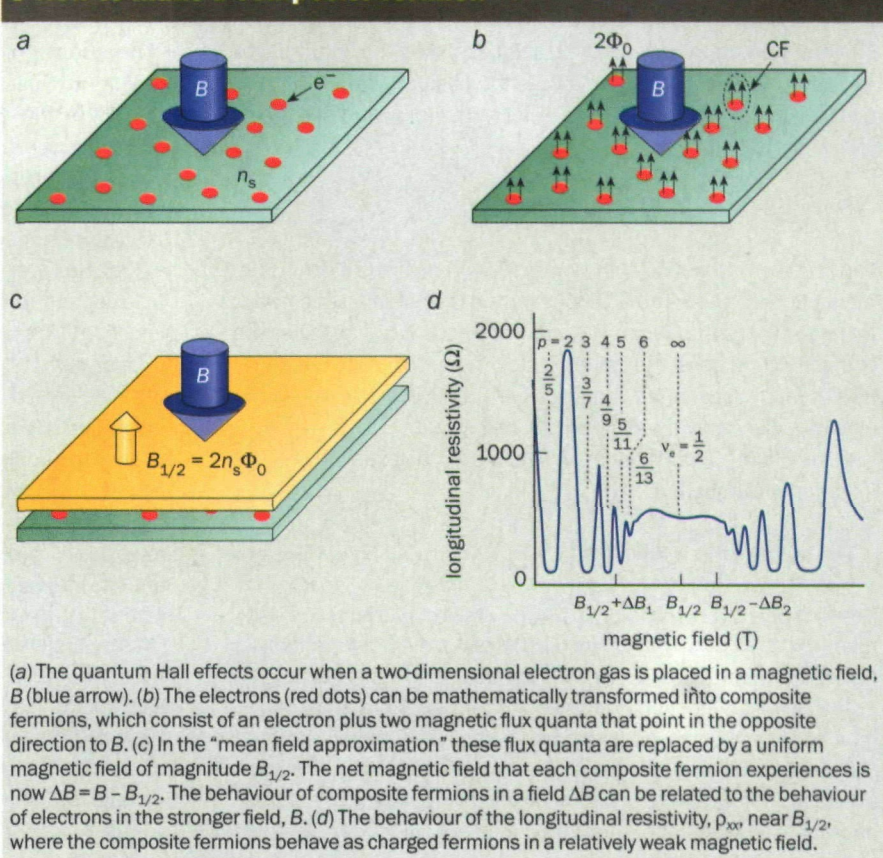 a
B
e⁻
nₛ
b
2Φ₀
CF
B
c
B
B₁/₂ = 2nₛΦ₀
d
longitudinal resistivity (Ω)
2000
1000
0
p = 2 3 4 5 6 ∞
2/5
3/7
4/9
5/11
6/13
νₑ = 1/2
B₁/₂+ΔB₁ B₁/₂ B₁/₂−ΔB₂
magnetic field (T)
(a) The quantum Hall effects occur when a two-dimensional electron gas is placed in a magnetic field,
B (blue arrow). (b) The electrons (red dots) can be mathematically transformed into composite
fermions, which consist of an electron plus two magnetic flux quanta that point in the opposite
direction to B. (c) In the “mean field approximation” these flux quanta are replaced by a uniform
magnetic field of magnitude B₁/₂. The net magnetic field that each composite fermion experiences is
now ΔB = B – B₁/₂. The behaviour of composite fermions in a field ΔB can be related to the behaviour
of electrons in the stronger field, B. (d) The behaviour of the longitudinal resistivity, ρₓₓ, near B₁/₂,
where the composite fermions behave as charged fermions in a relatively weak magnetic field.